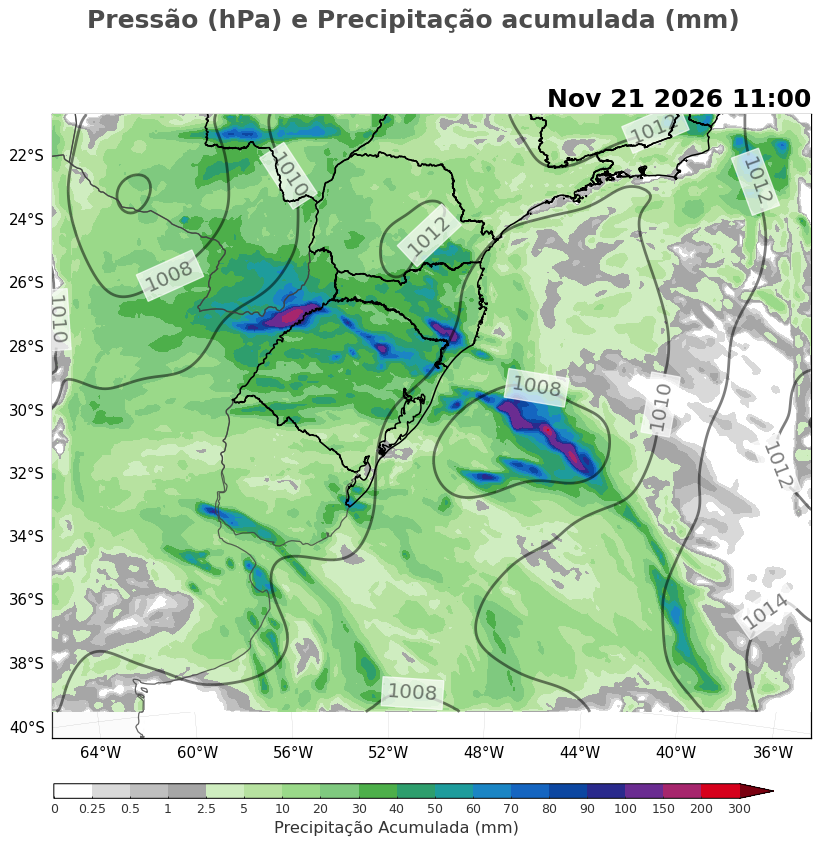 Pressão (hPa) e Precipitação acumulada (mm)
Nov 21 2026 11:00
1012
22°S
1010
1012
24°S
1012
1008
26°S
1010
28°S
1008
1010
30°S
1012
32°S
34°S
36°S
1014
38°S
1008
40°S
64°W 60°W 56°W 52°W 48°W 44°W 40°W 36°W
0 0.25 0.5 1 2.5 5 10 20 30 40 50 60 70 80 90 100 150 200 300
Precipitação Acumulada (mm)